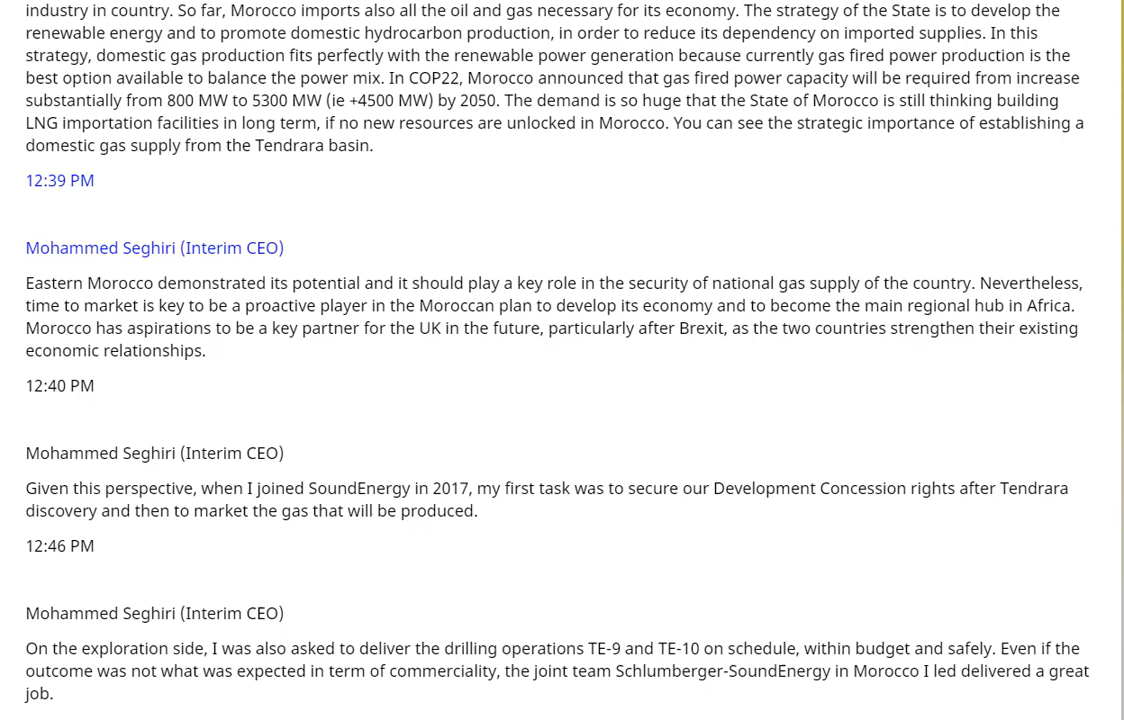 industry in country. So far, Morocco imports also all the oil and gas necessary for its economy. The strategy of the State is to develop the
renewable energy and to promote domestic hydrocarbon production, in order to reduce its dependency on imported supplies. In this
strategy, domestic gas production fits perfectly with the renewable power generation because currently gas fired power production is the
best option available to balance the power mix. In COP22, Morocco announced that gas fired power capacity will be required from increase
substantially from 800 MW to 5300 MW (ie +4500 MW) by 2050. The demand is so huge that the State of Morocco is still thinking building
LNG importation facilities in long term, if no new resources are unlocked in Morocco. You can see the strategic importance of establishing a
domestic gas supply from the Tendrara basin.
12:39 PM
Mohammed Seghiri (Interim CEO)
Eastern Morocco demonstrated its potential and it should play a key role in the security of national gas supply of the country. Nevertheless,
time to market is key to be a proactive player in the Moroccan plan to develop its economy and to become the main regional hub in Africa.
Morocco has aspirations to be a key partner for the UK in the future, particularly after Brexit, as the two countries strengthen their existing
economic relationships.
12:40 PM
Mohammed Seghiri (Interim CEO)
Given this perspective, when I joined SoundEnergy in 2017, my first task was to secure our Development Concession rights after Tendrara
discovery and then to market the gas that will be produced.
12:46 PM
Mohammed Seghiri (Interim CEO)
On the exploration side, I was also asked to deliver the drilling operations TE-9 and TE-10 on schedule, within budget and safely. Even if the
outcome was not what was expected in term of commerciality, the joint team Schlumberger-SoundEnergy in Morocco I led delivered a great
job.